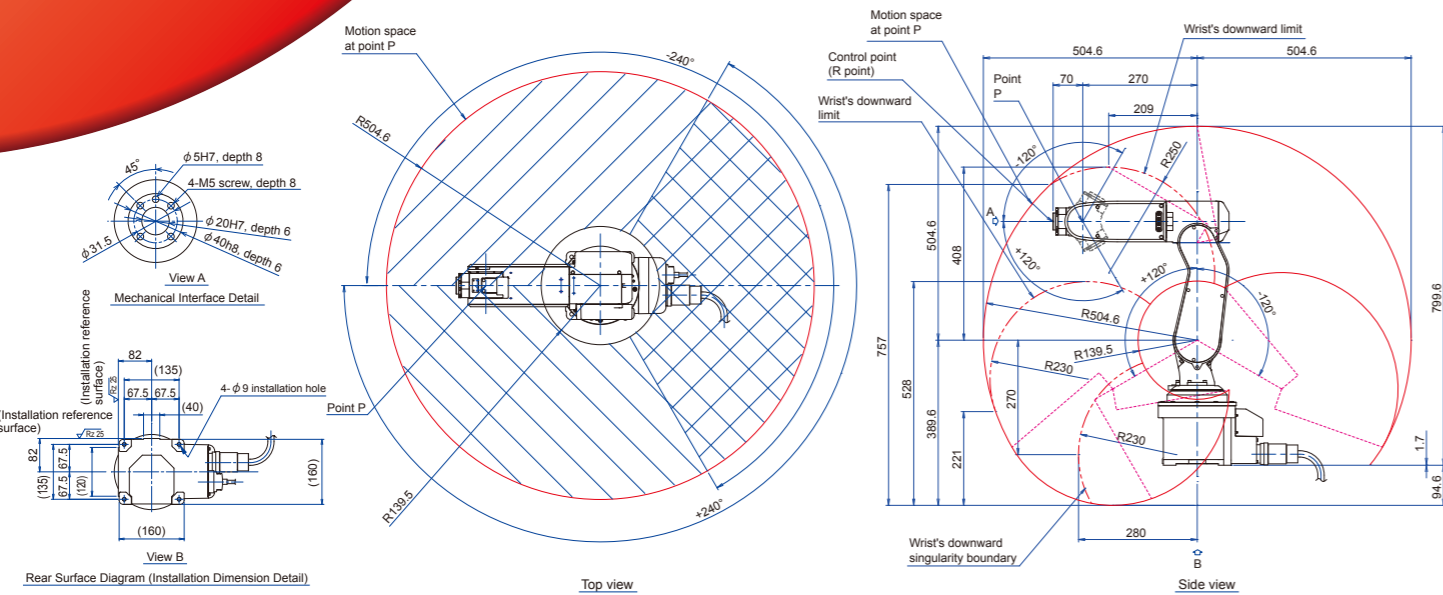 Motion space
at point P
-240°
R504.6
Point P
R139.5
+240°
Top view
45°
φ5H7, depth 8
4-M5 screw, depth 8
φ20H7, depth 6
φ40h8, depth 6
φ31.5
View A
Mechanical Interface Detail
(Installation reference
surface)
82
(135)
67.5
67.5
(40)
4-φ9 installation hole
Rz 25
(Installation reference
surface)
Rz 25
82
(135)
67.5
67.5
(120)
(160)
(160)
View B
Rear Surface Diagram (Installation Dimension Detail)
Motion space
at point P
Wrist's downward limit
504.6
504.6
Control point
(R point)
Point
P
70
270
209
Wrist's downward
limit
-120°
R250
A
+120°
+120°
-120°
504.6
408
R504.6
R139.5
R230
270
R230
757
528
389.6
221
799.6
1.7
94.6
280
Wrist's downward
singularity boundary
B
Side view